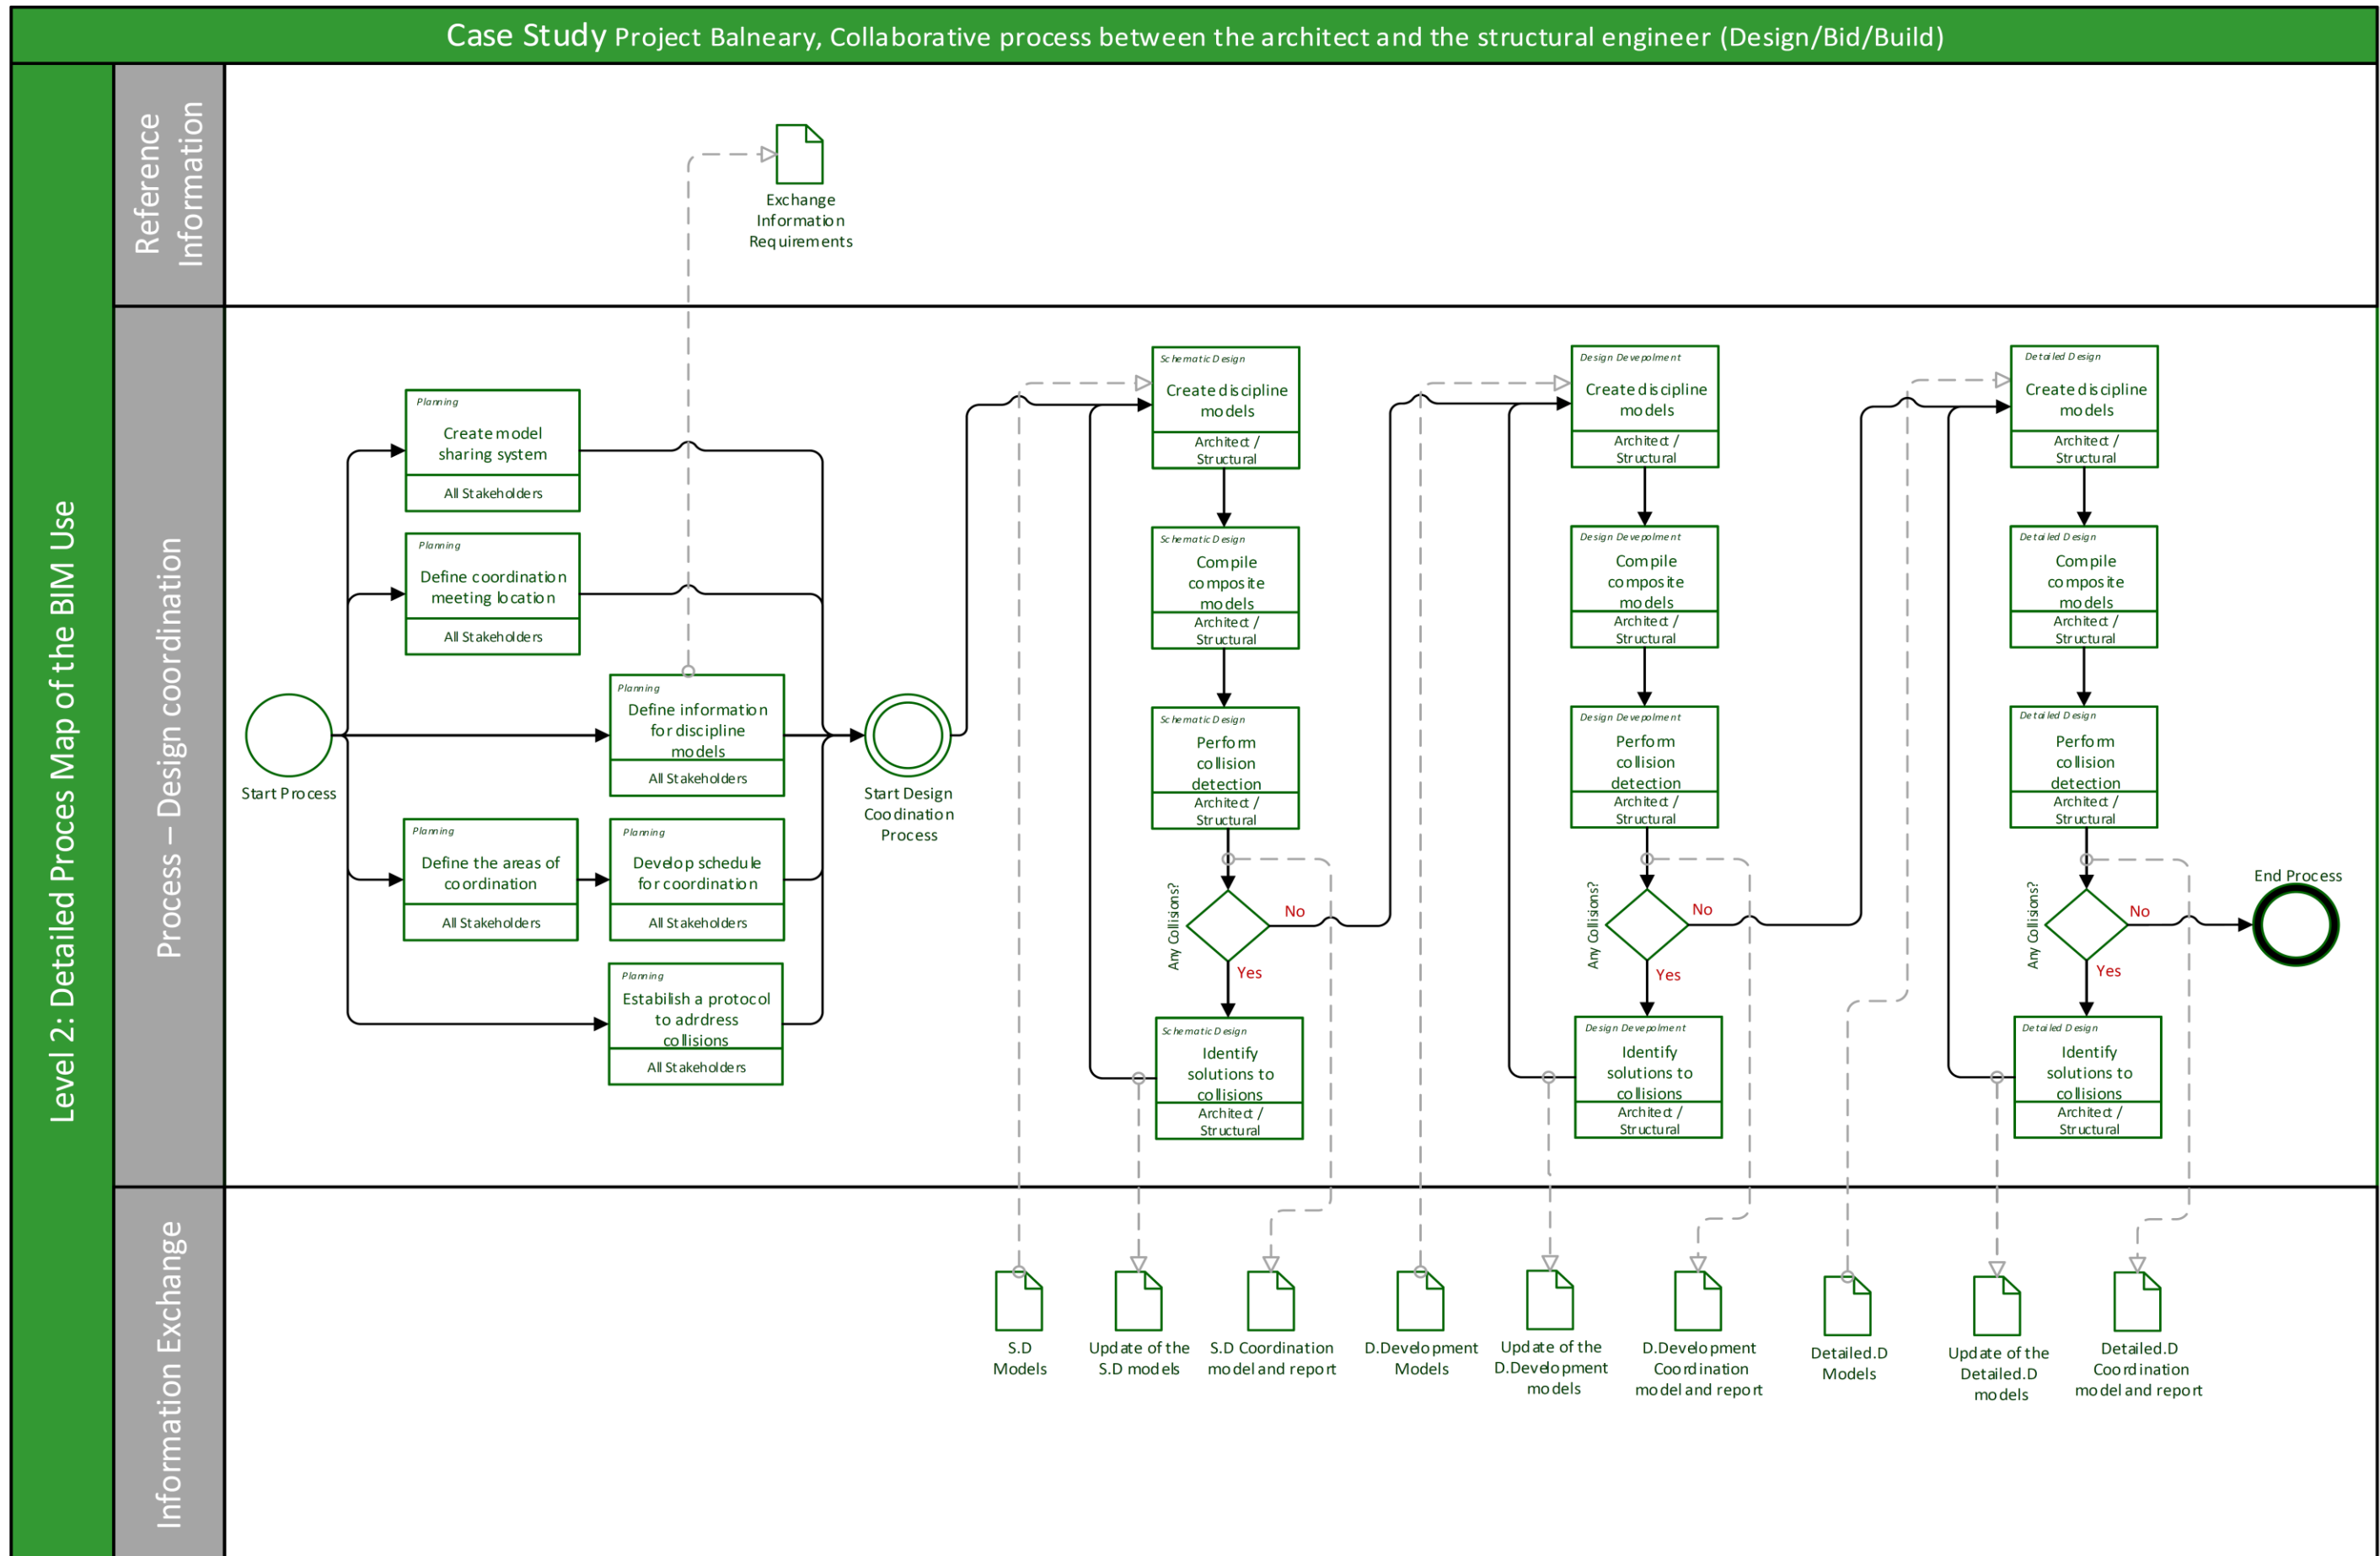 Case Study Project Balneary, Collaborative process between the architect and the structural engineer (Design/Bid/Build)
Level 2: Detailed Proces Map of the BIM Use
Reference
Information
Exchange
Information
Requirements
Process – Design coordination
Start Process
Planning
Create model
sharing system
All Stakeholders
Planning
Define coordination
meeting location
All Stakeholders
Planning
Define information
for discipline
models
All Stakeholders
Planning
Define the areas of
coordination
All Stakeholders
Planning
Develop schedule
for coordination
All Stakeholders
Planning
Estabilish a protocol
to adrdress
collisions
All Stakeholders
Start Design
Coodination
Process
Schematic Design
Create discipline
models
Architect /
Structural
Schematic Design
Compile
composite
models
Architect /
Structural
Schematic Design
Perform
collision
detection
Architect /
Structural
Any Collisions?
No
Yes
Schematic Design
Identify
solutions to
collisions
Architect /
Structural
Design Devepolment
Create discipline
models
Architect /
Structural
Design Devepolment
Compile
composite
models
Architect /
Structural
Design Devepolment
Perform
collision
detection
Architect /
Structural
Any Collisions?
No
Yes
Design Devepolment
Identify
solutions to
collisions
Architect /
Structural
Detailed Design
Create discipline
models
Architect /
Structural
Detailed Design
Compile
composite
models
Architect /
Structural
Detailed Design
Perform
collision
detection
Architect /
Structural
Any Collisions?
No
Yes
Detailed Design
Identify
solutions to
collisions
Architect /
Structural
End Process
Information Exchange
S.D
Models
Update of the
S.D models
S.D Coordination
model and report
D.Development
Models
Update of the
D.Development
models
D.Development
Coordination
model and report
Detailed.D
Models
Update of the
Detailed.D
models
Detailed.D
Coordination
model and report